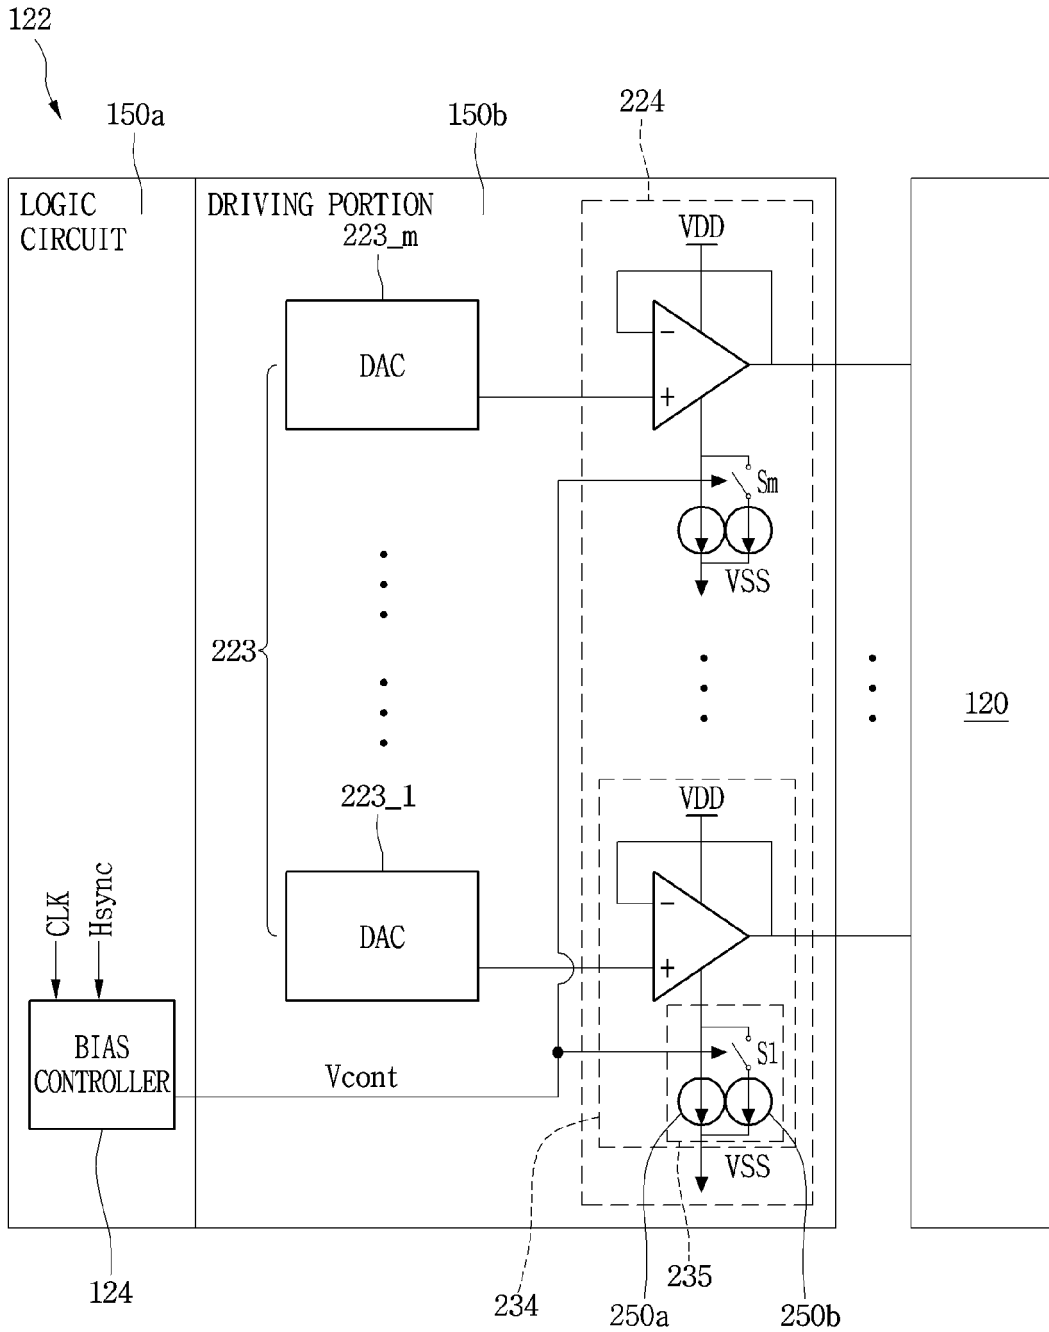 122
150a
150b
224
LOGIC
CIRCUIT
DRIVING PORTION
223_m
VDD
DAC
−
+
Sm
VSS
223
120
223_1
VDD
CLK
Hsync
DAC
−
+
BIAS
CONTROLLER
Vcont
S1
VSS
124
234
235
250a
250b